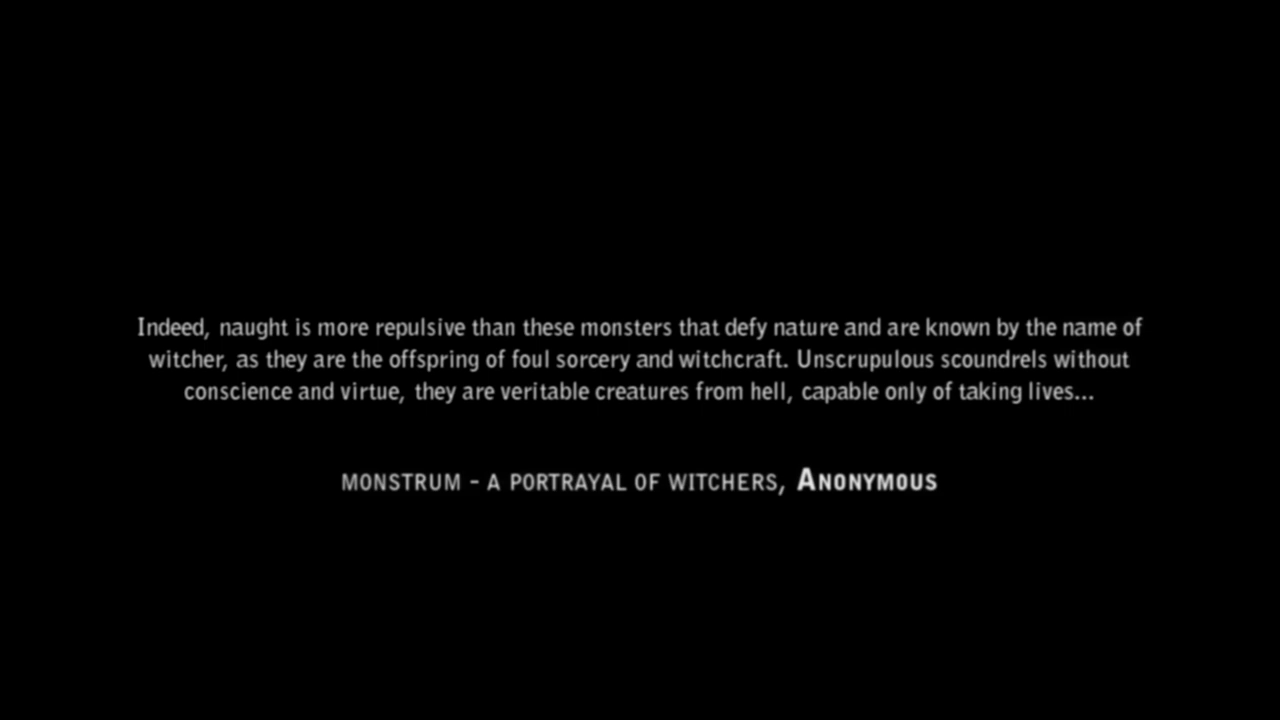 Indeed, naught is more repulsive than these monsters that defy nature and are known by the name of
witcher, as they are the offspring of foul sorcery and witchcraft. Unscrupulous scoundrels without
conscience and virtue, they are veritable creatures from hell, capable only of taking lives...
MONSTRUM - A PORTRAYAL OF WITCHERS, ANONYMOUS